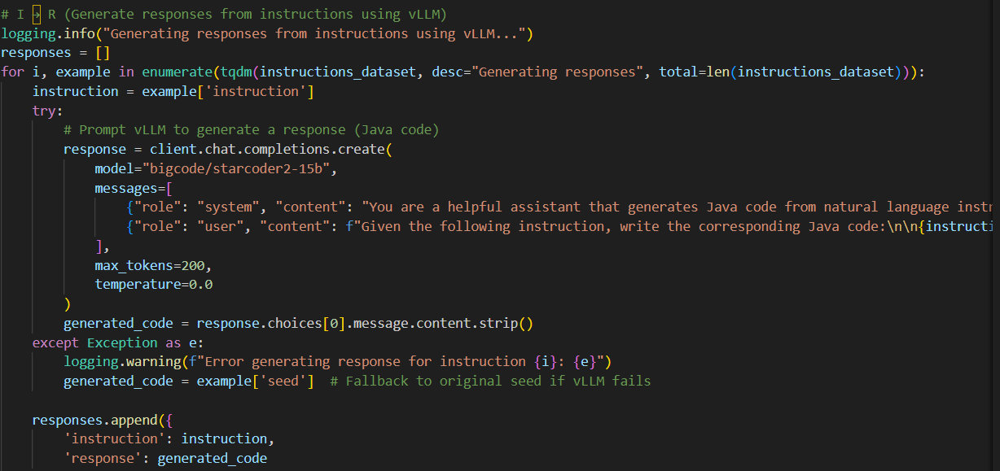 # I → R (Generate responses from instructions using vLLM)
logging.info("Generating responses from instructions using vLLM...")
responses = []
for i, example in enumerate(tqdm(instructions_dataset, desc="Generating responses", total=len(instructions_dataset))):
    instruction = example['instruction']
    try:
        # Prompt vLLM to generate a response (Java code)
        response = client.chat.completions.create(
            model="bigcode/starcoder2-15b",
            messages=[
                {"role": "system", "content": "You are a helpful assistant that generates Java code from natural language instr
                {"role": "user", "content": f"Given the following instruction, write the corresponding Java code:\n\n{instructi
            ],
            max_tokens=200,
            temperature=0.0
        )
        generated_code = response.choices[0].message.content.strip()
    except Exception as e:
        logging.warning(f"Error generating response for instruction {i}: {e}")
        generated_code = example['seed']  # Fallback to original seed if vLLM fails

    responses.append({
        'instruction': instruction,
        'response': generated_code